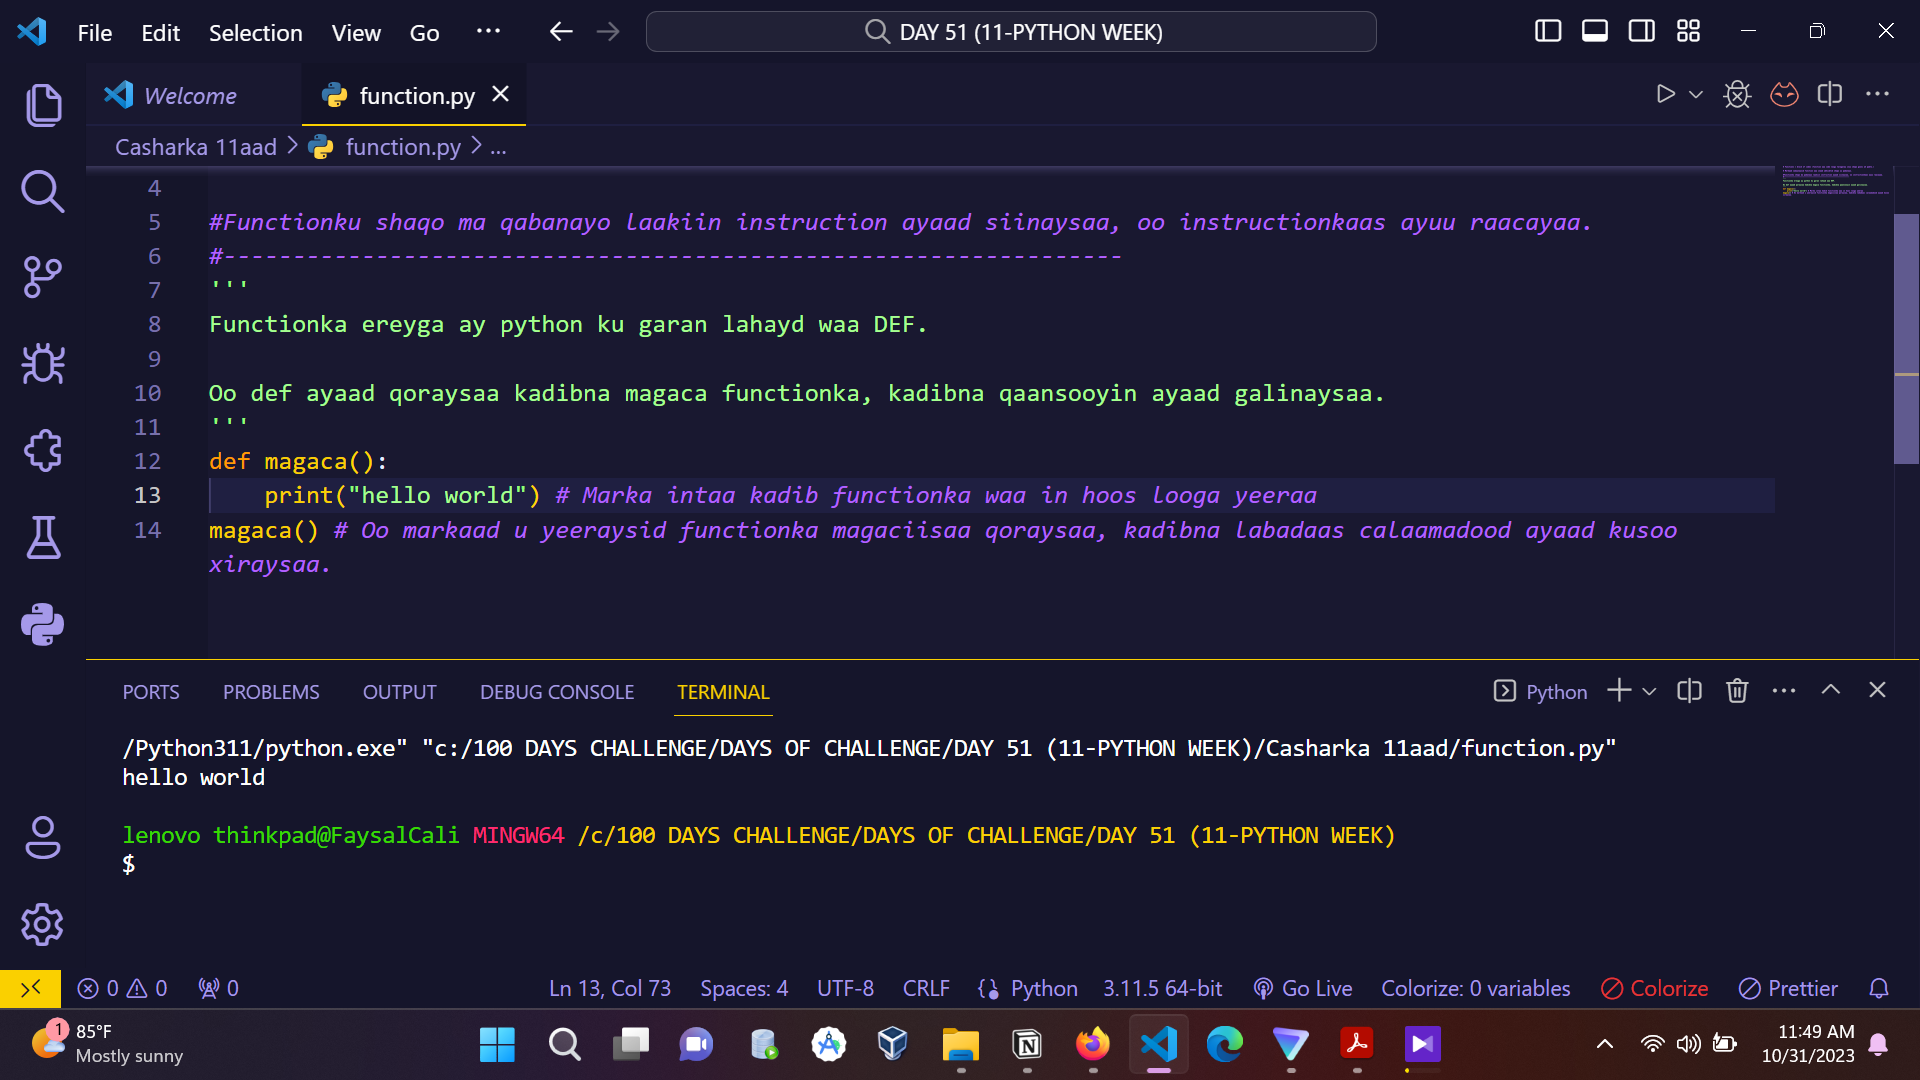 File Edit Selection View Go ··· DAY 51 (11-PYTHON WEEK)
Welcome function.py
Casharka 11aad > function.py > ...
4
5 #Functionku shaqo ma qabanayo laakiin instruction ayaad siinaysaa, oo instructionkaas ayuu raacayaa.
6 #-----------------------------------------------------------------
7 '''
8 Functionka ereyga ay python ku garan lahayd waa DEF.
9
10 Oo def ayaad qoraysaa kadibna magaca functionka, kadibna qaansooyin ayaad galinaysaa.
11 '''
12 def magaca():
13 print("hello world") # Marka intaa kadib functionka waa in hoos looga yeeraa
14 magaca() # Oo markaad u yeeraysid functionka magaciisaa qoraysaa, kadibna labadaas calaamadood ayaad kusoo
xiraysaa.
PORTS PROBLEMS OUTPUT DEBUG CONSOLE TERMINAL Python
/Python311/python.exe" "c:/100 DAYS CHALLENGE/DAYS OF CHALLENGE/DAY 51 (11-PYTHON WEEK)/Casharka 11aad/function.py"
hello world
lenovo thinkpad@FaysalCali MINGW64 /c/100 DAYS CHALLENGE/DAYS OF CHALLENGE/DAY 51 (11-PYTHON WEEK)
$
0 0 0 Ln 13, Col 73 Spaces: 4 UTF-8 CRLF Python 3.11.5 64-bit Go Live Colorize: 0 variables Colorize Prettier
1 85°F
Mostly sunny
11:49 AM
10/31/2023